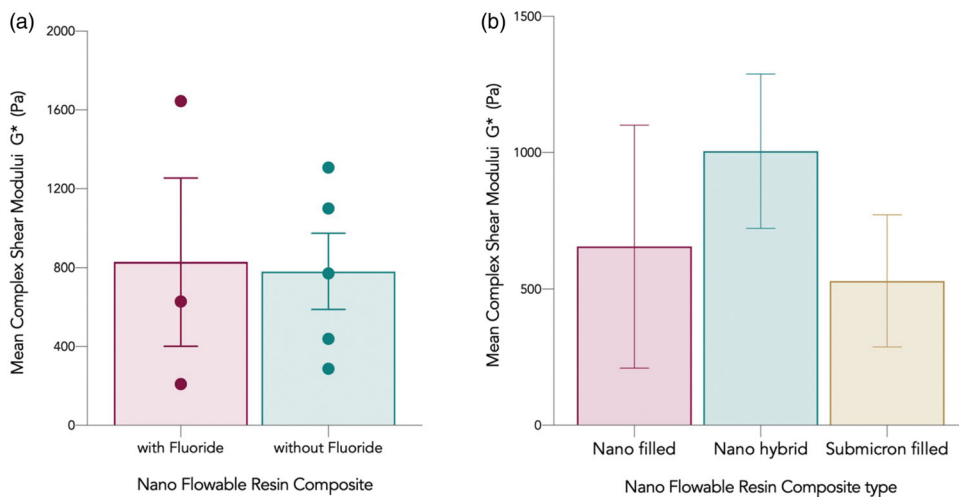 (a)
Mean Complex Shear Modului G* (Pa)
2000
1600
1200
800
400
0
with Fluoride
without Fluoride
Nano Flowable Resin Composite
(b)
Mean Complex Shear Modului G* (Pa)
1500
1000
500
0
Nano filled
Nano hybrid
Submicron filled
Nano Flowable Resin Composite type